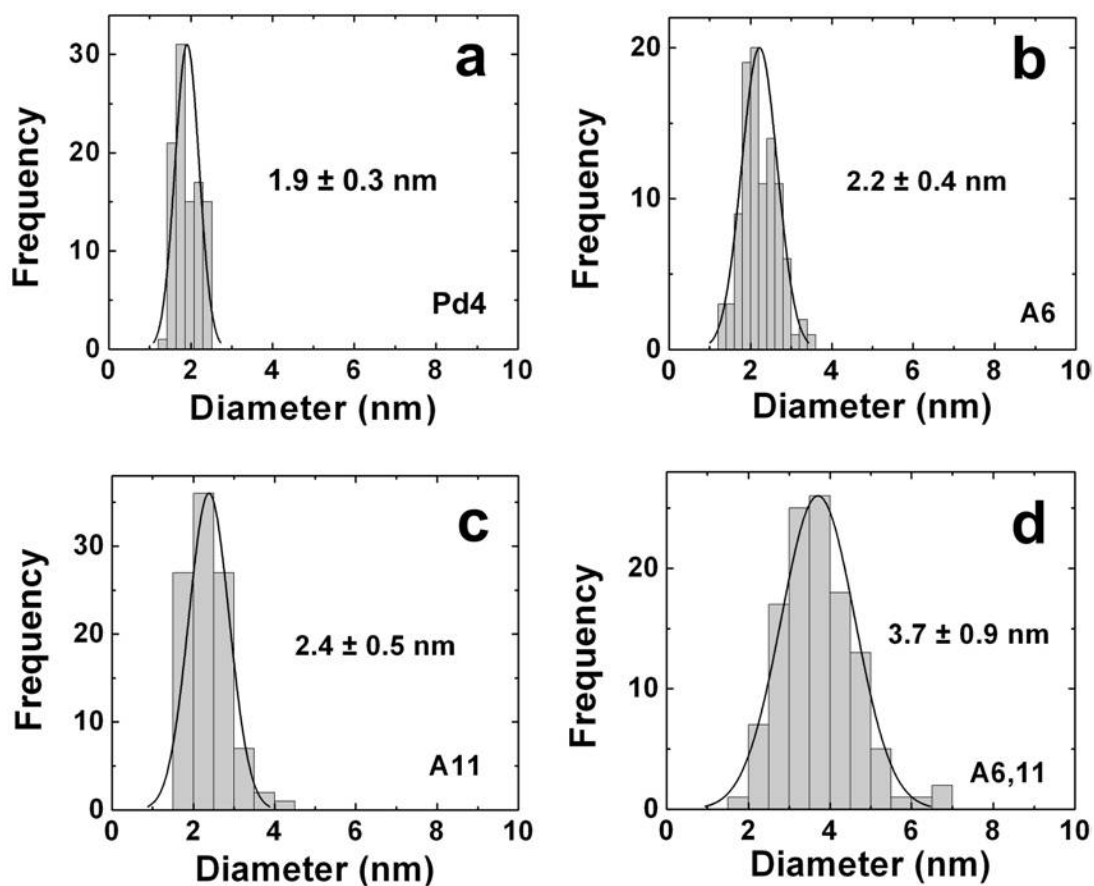 a
Frequency
30
20
10
0
1.9 ± 0.3 nm
Pd4
0 2 4 6 8 10
Diameter (nm)
b
Frequency
20
10
0
2.2 ± 0.4 nm
A6
0 2 4 6 8 10
Diameter (nm)
c
Frequency
30
20
10
0
2.4 ± 0.5 nm
A11
0 2 4 6 8 10
Diameter (nm)
d
Frequency
20
10
0
3.7 ± 0.9 nm
A6,11
0 2 4 6 8 10
Diameter (nm)